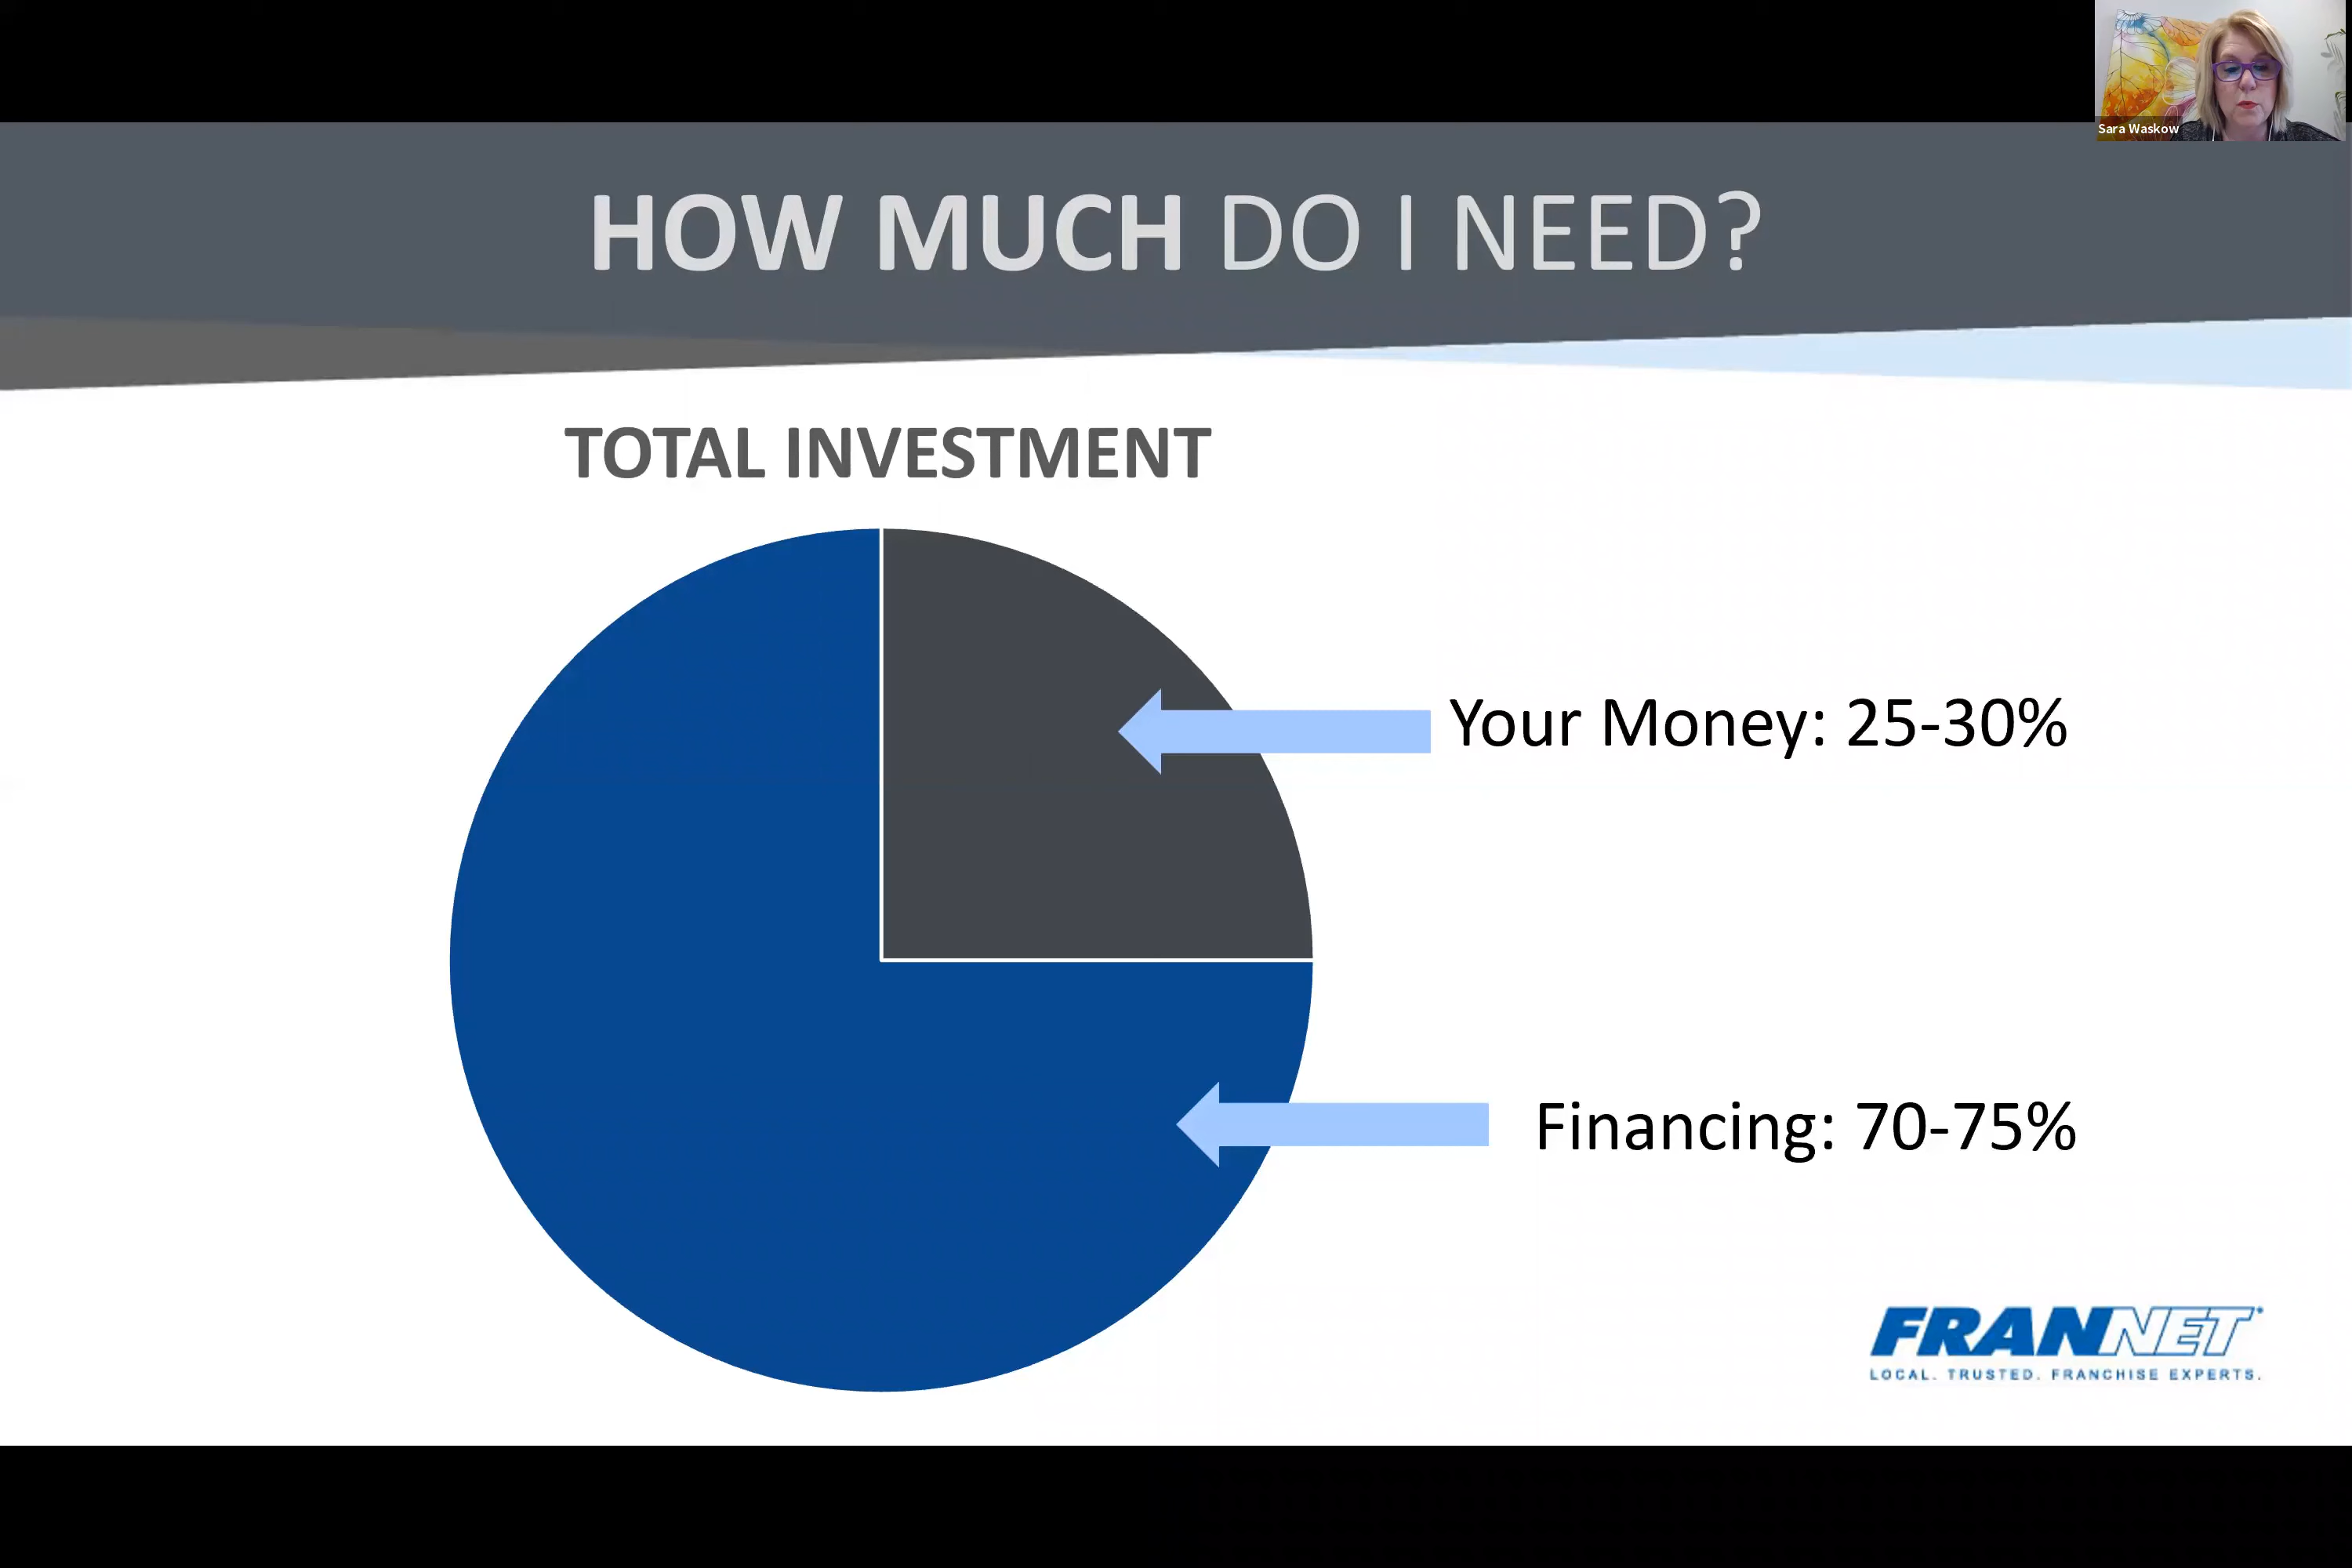 Sara Waskow
HOW MUCH DO I NEED?
TOTAL INVESTMENT
Your Money: 25-30%
Financing: 70-75%
FRANNET
LOCAL. TRUSTED. FRANCHISE EXPERTS.